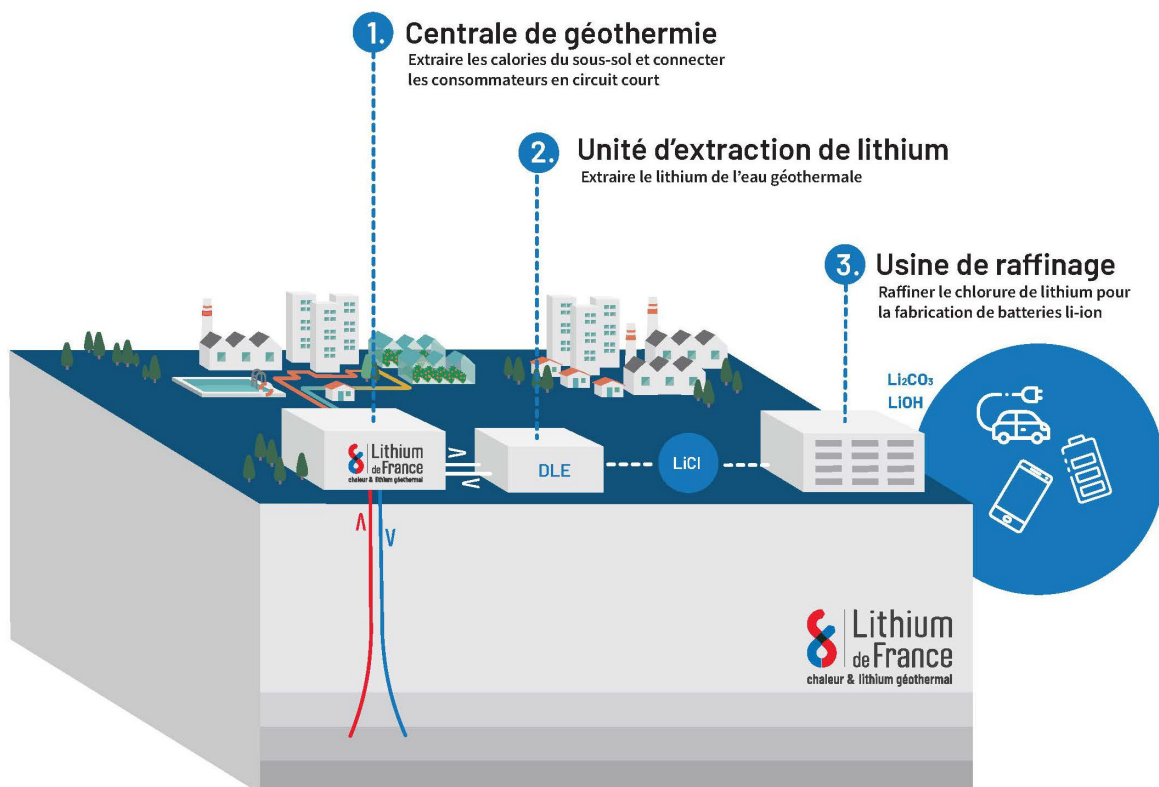 1. Centrale de géothermie
Extraire les calories du sous-sol et connecter
les consommateurs en circuit court
2. Unité d'extraction de lithium
Extraire le lithium de l'eau géothermale
3. Usine de raffinage
Raffiner le chlorure de lithium pour
la fabrication de batteries li-ion
Li₂CO₃
LiOH
Lithium
de France
chaleur & lithium géothermal
DLE
LiCl
Lithium
de France
chaleur & lithium géothermal